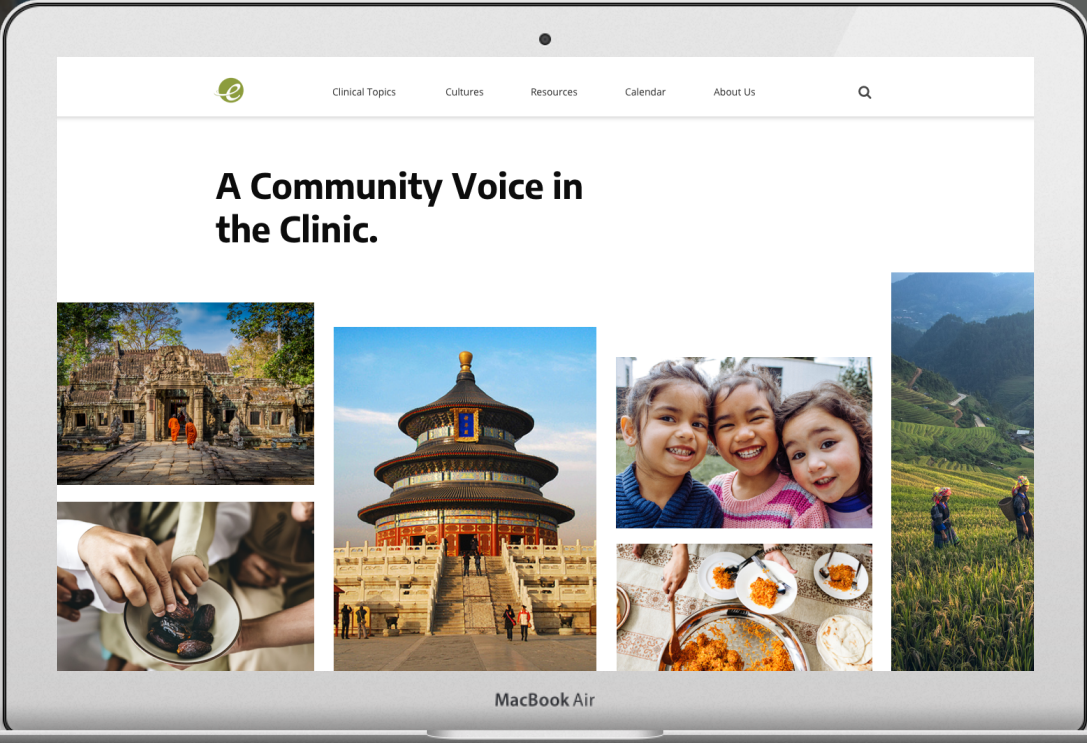 e
Clinical Topics Cultures Resources Calendar About Us
A Community Voice in
the Clinic.
MacBook Air